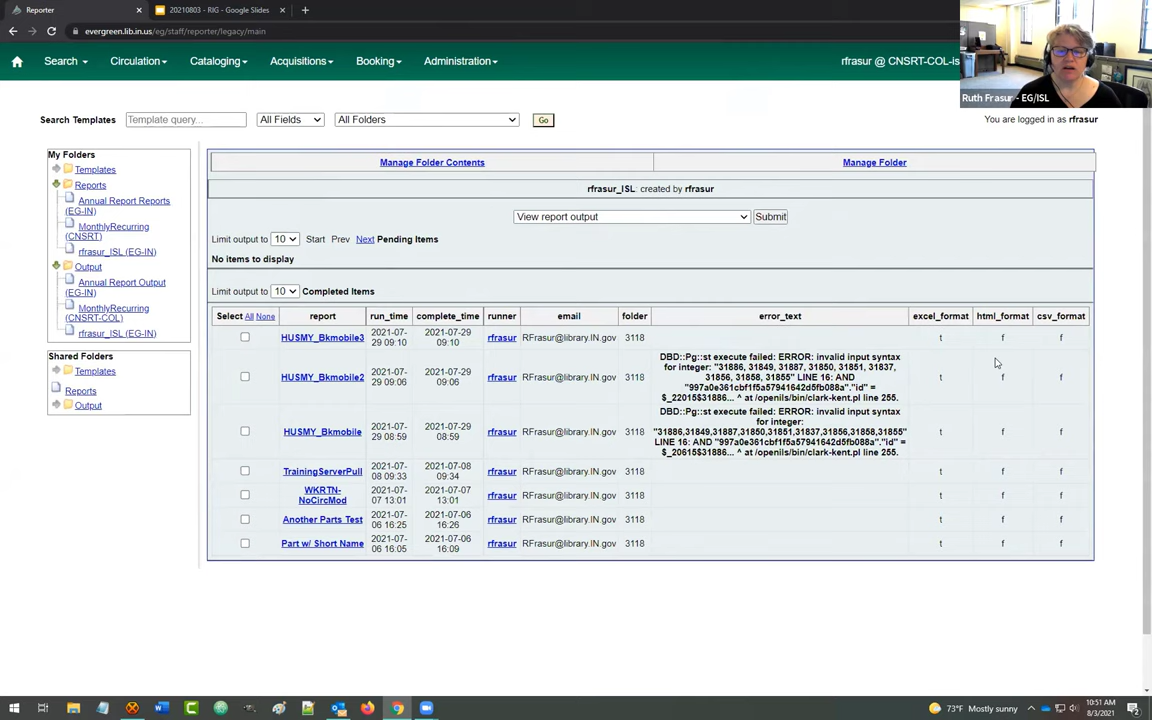 Reporter
20210803 - RIG - Google Slides
evergreen.lib.in.us/eg/staff/reporter/legacy/main
Search Circulation Cataloging Acquisitions Booking Administration rfrasur @ CNSRT-COL-is
Ruth Frasur - EG/ISL
Search Templates Template query... All Fields All Folders Go You are logged in as rfrasur
My Folders
Templates
Reports
Annual Report Reports
(EG-IN)
MonthlyRecurring
(CNSRT)
rfrasur_ISL (EG-IN)
Output
Annual Report Output
(EG-IN)
MonthlyRecurring
(CNSRT-COL)
rfrasur_ISL (EG-IN)
Shared Folders
Templates
Reports
Output
Manage Folder Contents Manage Folder
rfrasur_ISL: created by rfrasur
View report output Submit
Limit output to 10 Start Prev Next Pending Items
No items to display
Limit output to 10 Completed Items
Select All None report run_time complete_time runner email folder error_text excel_format html_format csv_format
HUSMY_Bkmobile3 2021-07-29 09:10 2021-07-29 09:10 rfrasur RFrasur@library.IN.gov 3118 t f f
HUSMY_Bkmobile2 2021-07-29 09:06 2021-07-29 09:06 rfrasur RFrasur@library.IN.gov 3118 t f f
DBD::Pg::st execute failed: ERROR: invalid input syntax
for integer: "31886, 31849, 31887, 31850, 31851, 31837,
31856, 31858, 31855" LINE 16: AND
"997a0e361cbf1f5a57941642d5fb088a"."id" =
$_22015$31886... ^ at /openils/bin/clark-kent.pl line 255.
HUSMY_Bkmobile 2021-07-29 08:59 2021-07-29 08:59 rfrasur RFrasur@library.IN.gov 3118 t f f
DBD::Pg::st execute failed: ERROR: invalid input syntax
for integer:
"31886,31849,31887,31850,31851,31837,31856,31858,31855"
LINE 16: AND "997a0e361cbf1f5a57941642d5fb088a"."id" =
$_20615$31886... ^ at /openils/bin/clark-kent.pl line 255.
TrainingServerPull 2021-07-08 09:33 2021-07-08 09:34 rfrasur RFrasur@library.IN.gov 3118 t f f
WKRTN-NoCircMod 2021-07-07 13:01 2021-07-07 13:01 rfrasur RFrasur@library.IN.gov 3118 t f f
Another Parts Test 2021-07-06 16:25 2021-07-06 16:26 rfrasur RFrasur@library.IN.gov 3118 t f f
Part w/ Short Name 2021-07-06 16:05 2021-07-06 16:09 rfrasur RFrasur@library.IN.gov 3118 t f f
73°F Mostly sunny
10:51 AM
8/3/2021
2